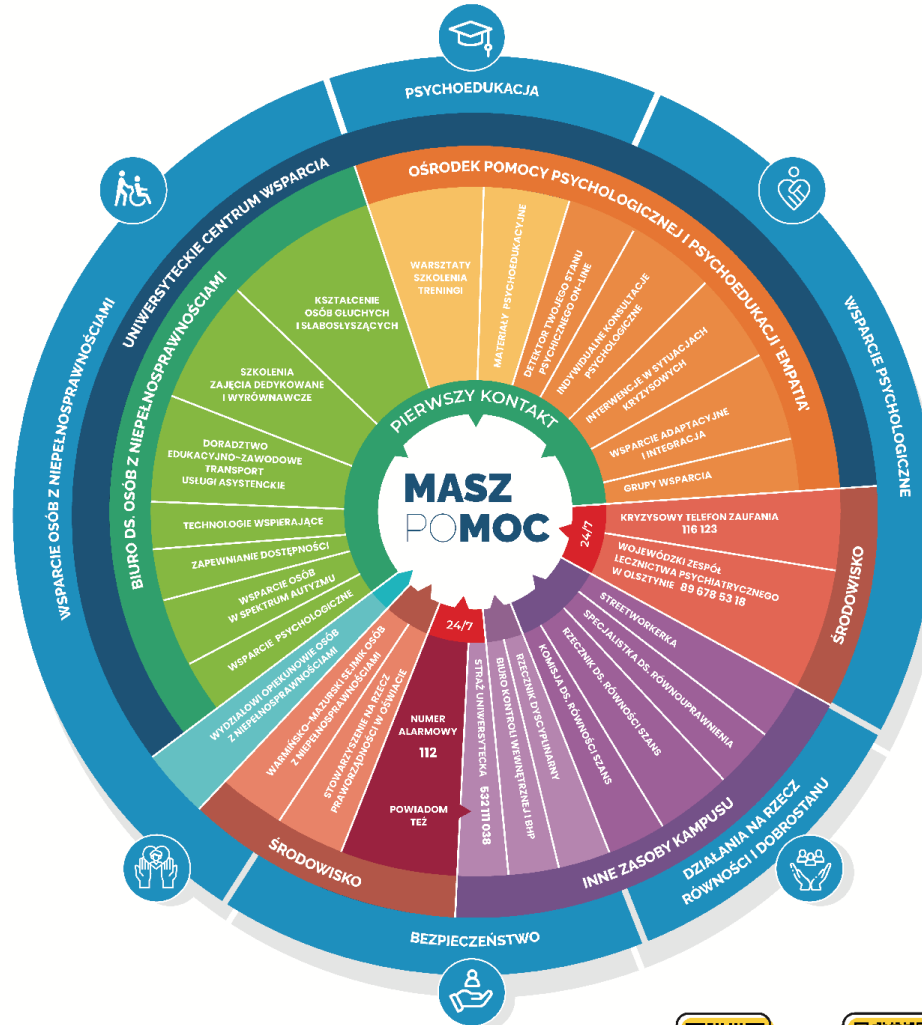 PSYCHOEDUKACJA
WSPARCIE PSYCHOLOGICZNE
DZIAŁANIA NA RZECZ
RÓWNOŚCI I DOBROSTANU
BEZPIECZEŃSTWO
WSPARCIE OSÓB Z NIEPEŁNOSPRAWNOŚCIAMI
UNIWERSYTECKIE CENTRUM WSPARCIA
OŚRODEK POMOCY PSYCHOLOGICZNEJ I PSYCHOEDUKACJI 'EMPATIA'
WARSZTATY
SZKOLENIA
TRENINGI
MATERIAŁY PSYCHOEDUKACYJNE
DETEKTOR TWOJEGO STANU
PSYCHICZNEGO ON-LINE
INDYWIDUALNE KONSULTACJE
PSYCHOLOGICZNE
INTERWENCJE W SYTUACJACH
KRYZYSOWYCH
WSPARCIE ADAPTACYJNE
I INTEGRACJA
GRUPY WSPARCIA
ŚRODOWISKO
24/7
KRYZYSOWY TELEFON ZAUFANIA
116 123
WOJEWÓDZKI ZESPÓŁ
LECZNICTWA PSYCHIATRYCZNEGO
W OLSZTYNIE 89 678 53 18
INNE ZASOBY KAMPUSU
STREETWORKERKA
SPECJALISTKA DS. RÓWNOUPRAWNIENIA
RZECZNIK DS. RÓWNOŚCI SZANS
KOMISJA DS. RÓWNOŚCI SZANS
RZECZNIK DYSCYPLINARNY
BIURO KONTROLI WEWNĘTRZNEJ I BHP
STRAŻ UNIWERSYTECKA 532 111 038
24/7
NUMER
ALARMOWY
112
POWIADOM
TEŻ
ŚRODOWISKO
STOWARZYSZENIE NA RZECZ
PRAWORZĄDNOŚCI W OŚWIACIE
WARMIŃSKO-MAZURSKI SEJMIK OSÓB
Z NIEPEŁNOSPRAWNOŚCIAMI
WYDZIAŁOWI OPIEKUNOWIE OSÓB
Z NIEPEŁNOSPRAWNOŚCIAMI
BIURO DS. OSÓB Z NIEPEŁNOSPRAWNOŚCIAMI
WSPARCIE PSYCHOLOGICZNE
WSPARCIE OSÓB
W SPEKTRUM AUTYZMU
ZAPEWNIANIE DOSTĘPNOŚCI
TECHNOLOGIE WSPIERAJĄCE
DORADZTWO
EDUKACYJNO-ZAWODOWE
TRANSPORT
USŁUGI ASYSTENCKIE
SZKOLENIA
ZAJĘCIA DEDYKOWANE
I WYRÓWNAWCZE
KSZTAŁCENIE
OSÓB GŁUCHYCH
I SŁABOSŁYSZĄCYCH
PIERWSZY KONTAKT
MASZ
POMOC